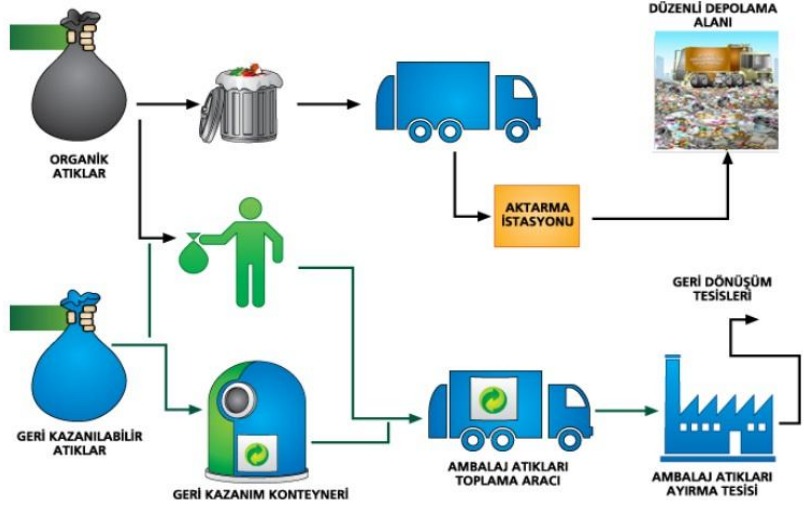 DÜZENLİ DEPOLAMA
ALANI
ORGANİK
ATIKLAR
AKTARMA
İSTASYONU
GERİ DÖNÜŞÜM
TESİSLERİ
GERİ KAZANILABİLİR
ATIKLAR
GERİ KAZANIM KONTEYNERİ
AMBALAJ ATIKLARI
TOPLAMA ARACI
AMBALAJ ATIKLARI
AYIRMA TESİSİ